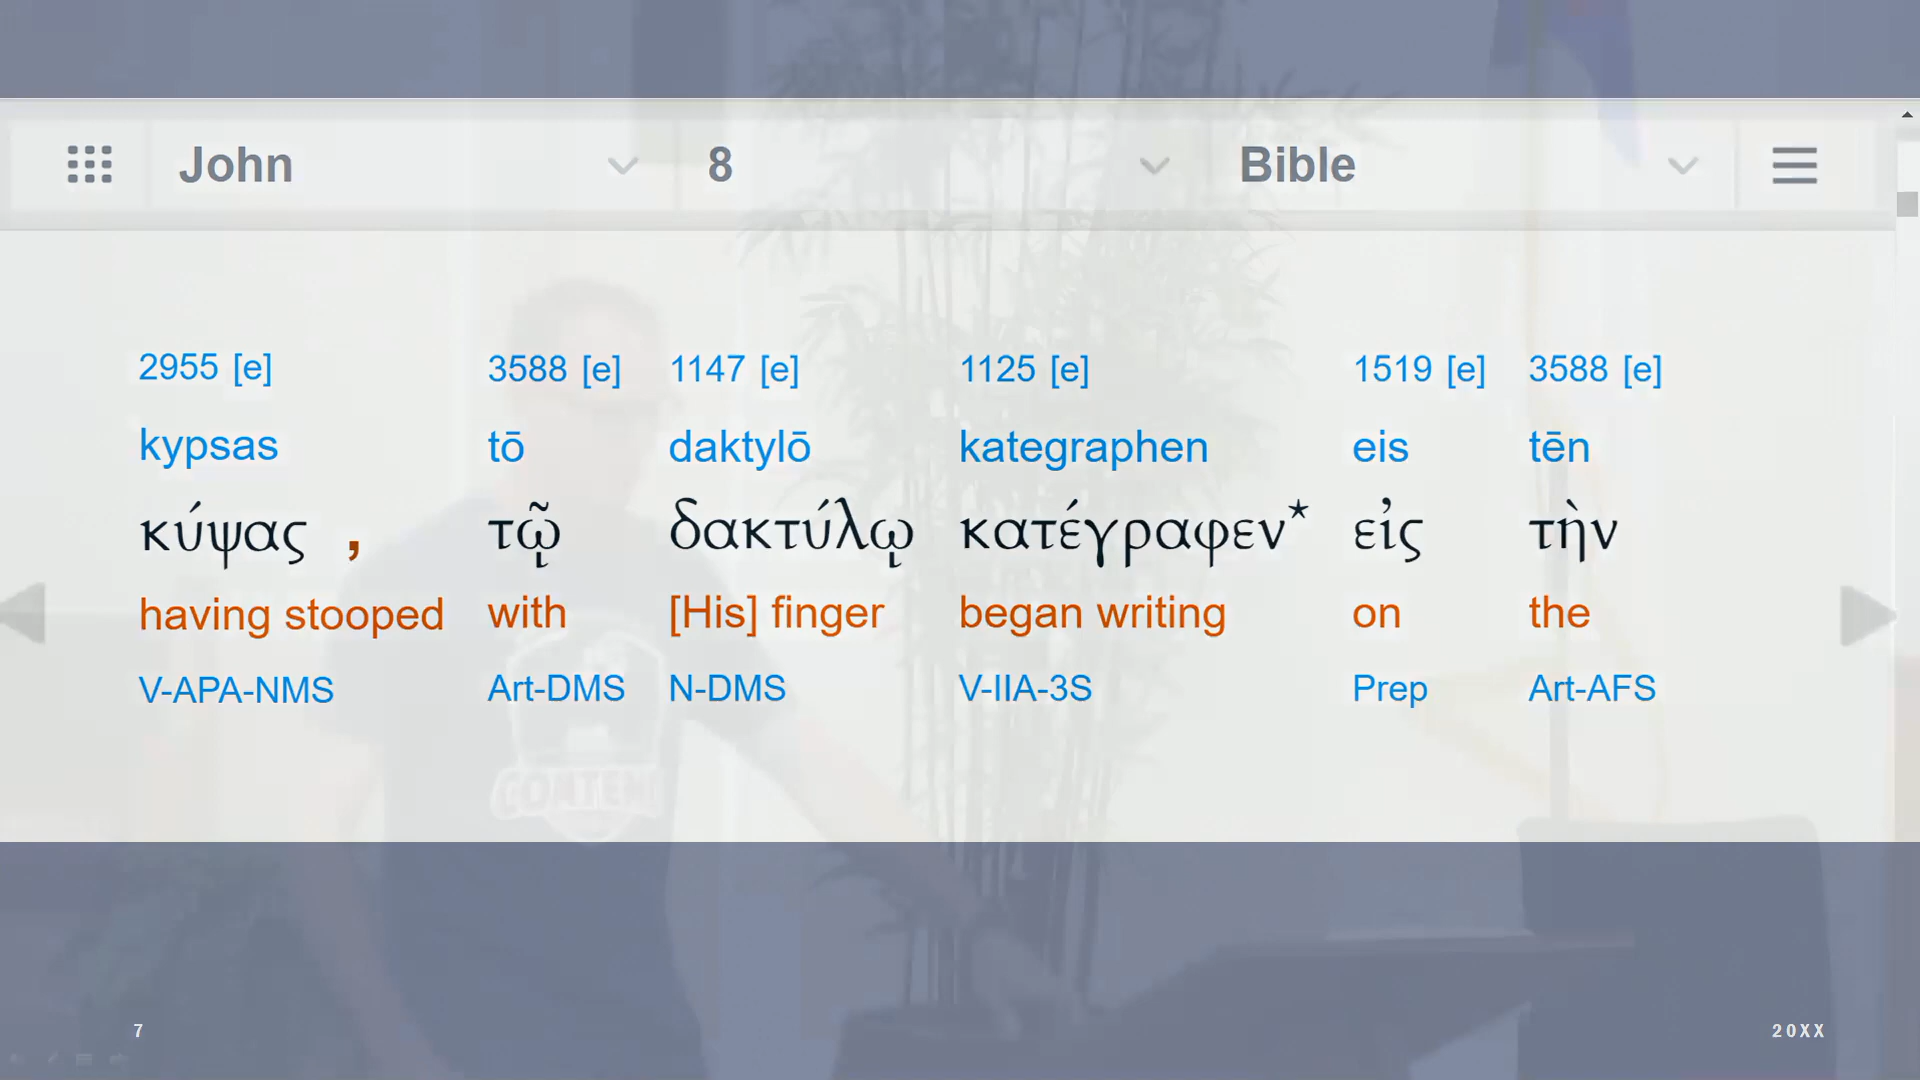 John 8 Bible
2955 [e] 3588 [e] 1147 [e] 1125 [e] 1519 [e] 3588 [e]
kypsas tō daktylō kategraphen eis tēn
κύψας , τῷ δακτύλῳ κατέγραφεν* εἰς τὴν
having stooped with [His] finger began writing on the
V-APA-NMS Art-DMS N-DMS V-IIA-3S Prep Art-AFS
7 20XX